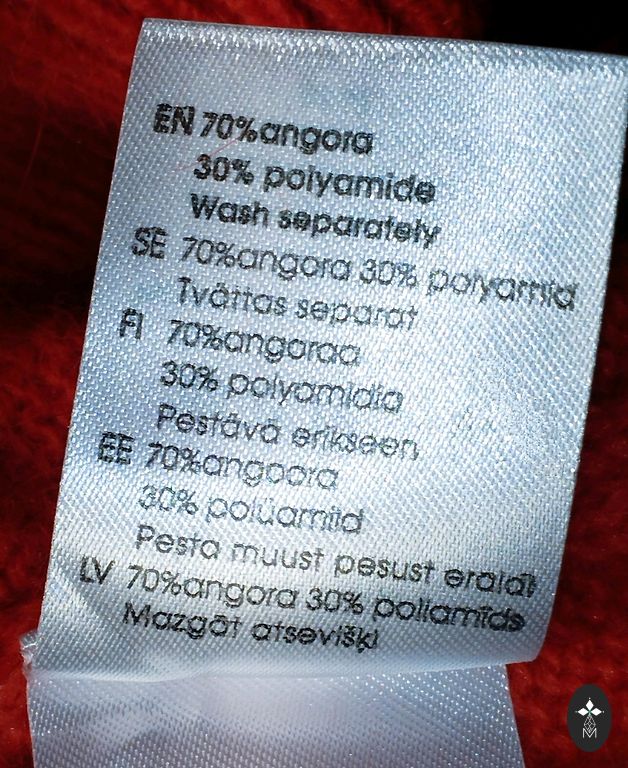 EN 70%angora
30% polyamide
Wash separately
SE 70%angora 30% polyamid
Tvättas separat
FI 70%angoraa
30% polyamidia
Pestävä erikseen
EE 70%angoora
30% polüamiid
Pesta muust pesust eraldi
LV 70%angora 30% poliamīds
Mazgāt atsevišķi
M